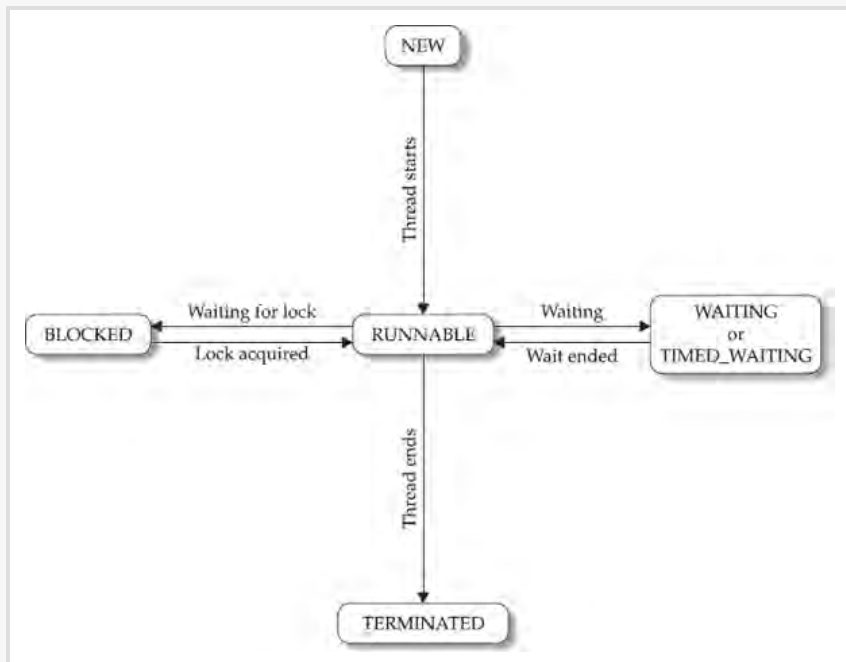 NEW
Thread starts
Waiting for lock
Waiting
BLOCKED
RUNNABLE
WAITING
or
TIMED_WAITING
Lock acquired
Wait ended
Thread ends
TERMINATED